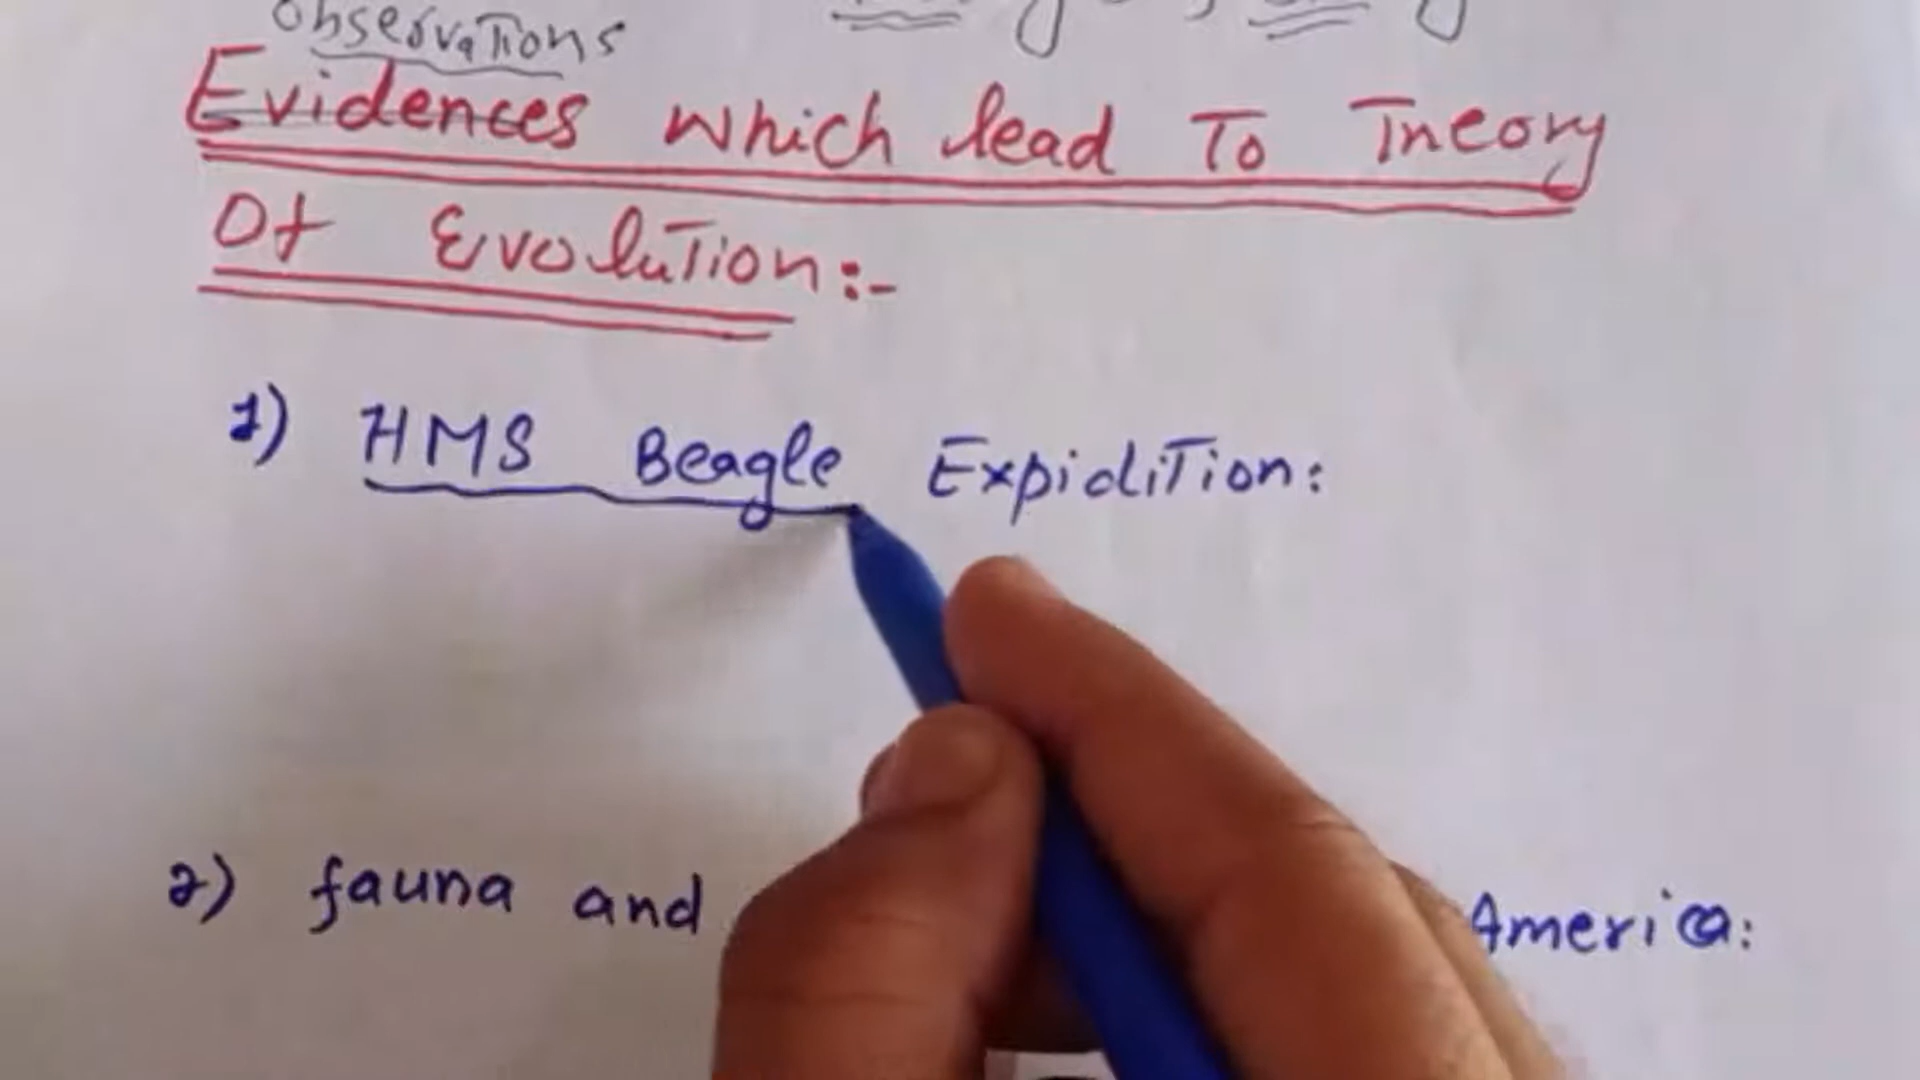 Observations
Evidences which lead To Theory
Of Evolution:-
1) HMS Beagle Expidition:
2) fauna and America: